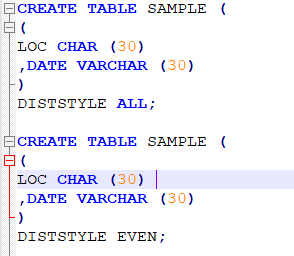 CREATE TABLE SAMPLE (
(
LOC CHAR (30)
,DATE VARCHAR (30)
)
DISTSTYLE ALL;
CREATE TABLE SAMPLE (
(
LOC CHAR (30)
,DATE VARCHAR (30)
)
DISTSTYLE EVEN;